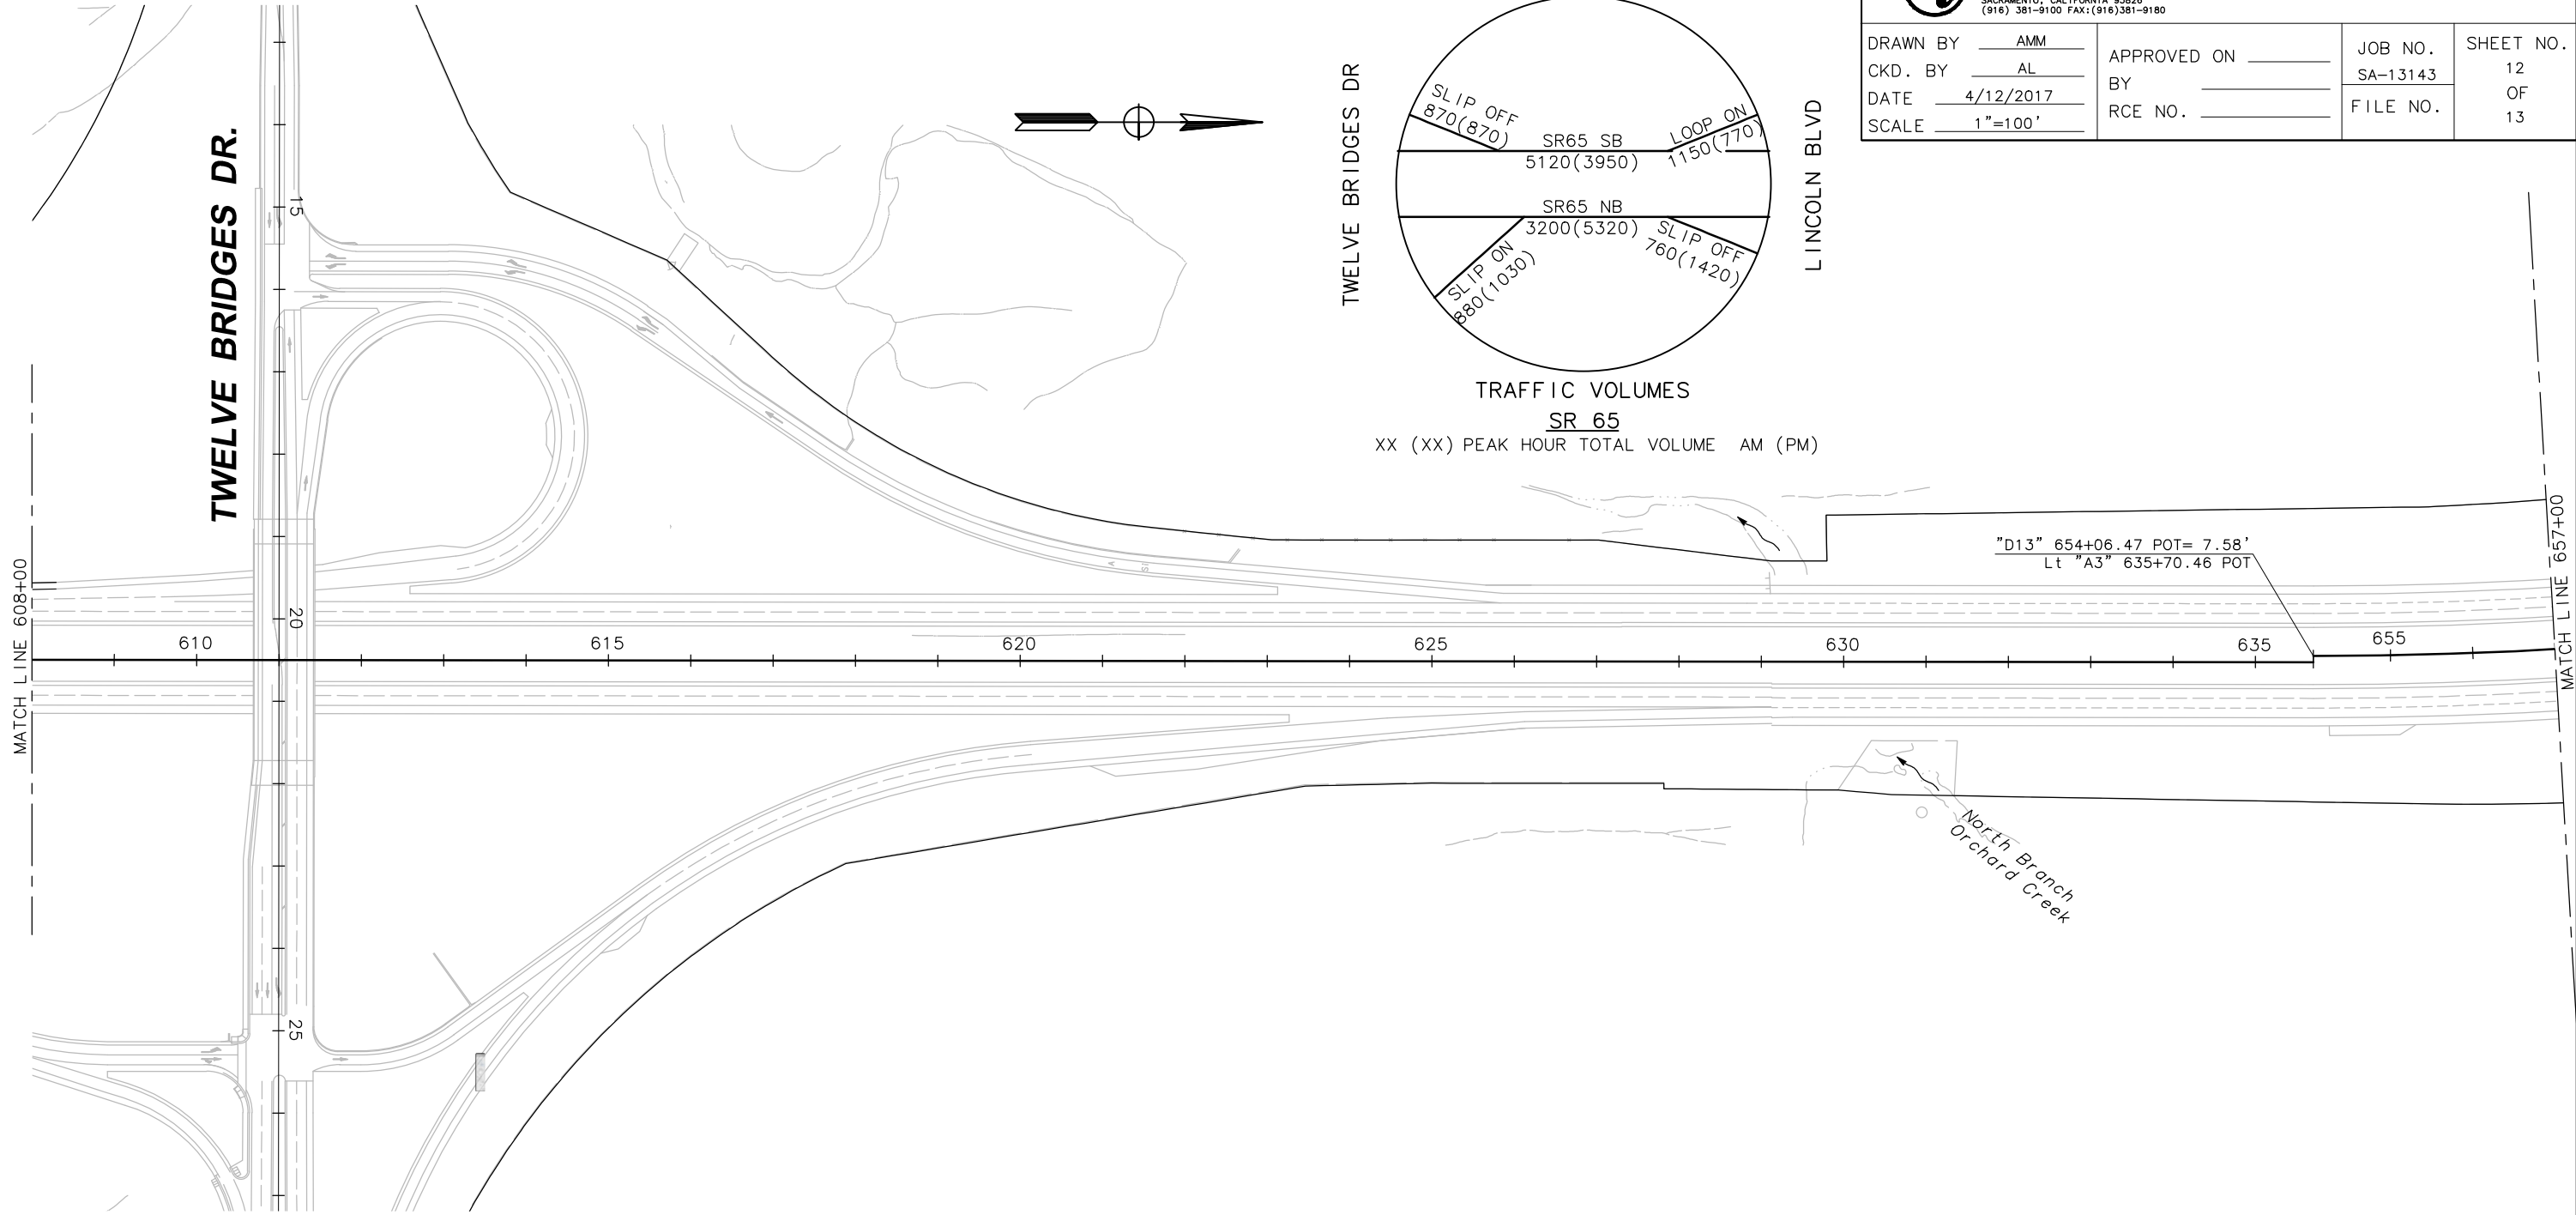 SACRAMENTO, CALIFORNIA 95826
(916) 381-9100 FAX:(916)381-9180
DRAWN BY AMM
CKD. BY AL
DATE 4/12/2017
SCALE 1"=100'
APPROVED ON
BY
RCE NO.
JOB NO.
SA-13143
FILE NO.
SHEET NO.
12
OF
13
TWELVE BRIDGES DR
LINCOLN BLVD
SLIP OFF
870(870)
SR65 SB
5120(3950)
LOOP ON
1150(770)
SR65 NB
3200(5320)
SLIP ON
880(1030)
SLIP OFF
760(1420)
TRAFFIC VOLUMES
SR 65
XX (XX) PEAK HOUR TOTAL VOLUME AM (PM)
TWELVE BRIDGES DR.
15
20
25
MATCH LINE 608+00
610
615
620
625
630
635
655
"D13" 654+06.47 POT= 7.58'
Lt "A3" 635+70.46 POT
MATCH LINE 657+00
North Branch
Orchard Creek